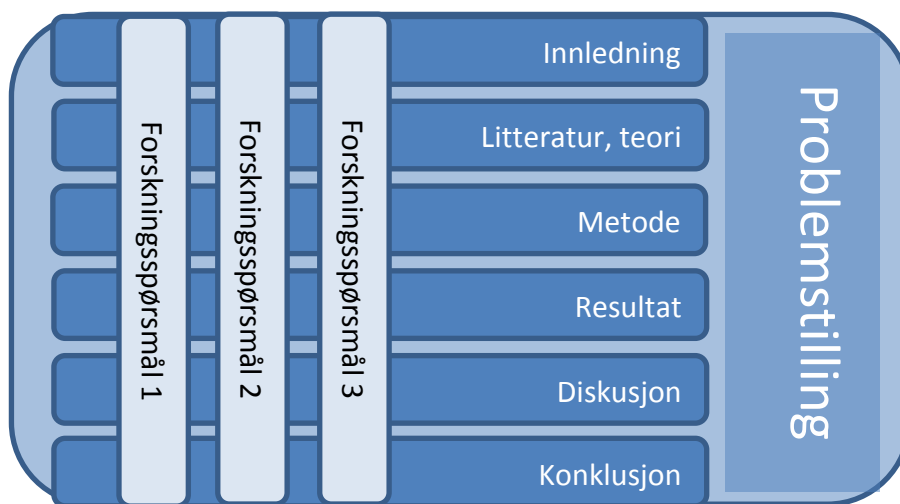 Innledning
Litteratur, teori
Metode
Resultat
Diskusjon
Konklusjon
Forskningsspørsmål 1
Forskningsspørsmål 2
Forskningsspørsmål 3
Problemstilling